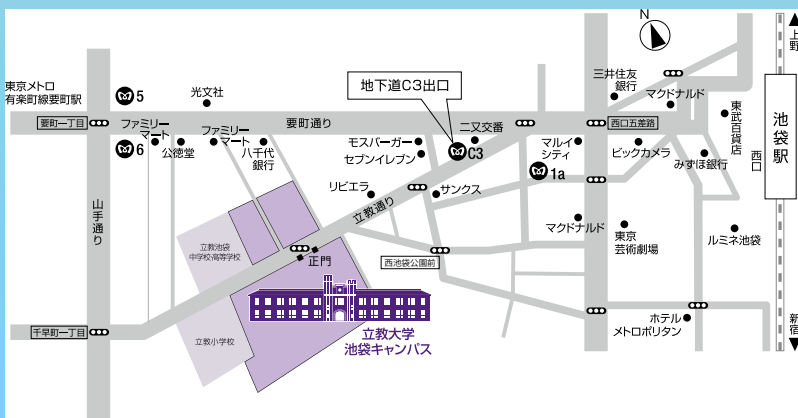 N
上野
三井住友
銀行
マクドナルド
東京メトロ
有楽町線要町駅
5
光文社
地下道C3出口
東武百貨店
池袋駅
西口
要町一丁目
ファミリー
マート
公徳堂
ファミリー
マート
八千代
銀行
要町通り
モスバーガー
セブンイレブン
二又交番
C3
マルイ
シティ
西口五差路
ビックカメラ
みずほ銀行
6
1a
リビエラ
サンクス
立教通り
山手通り
マクドナルド
東京
芸術劇場
ルミネ池袋
立教池袋
中学校・高等学校
正門
西池袋公園前
立教大学
池袋キャンパス
千早町一丁目
立教小学校
ホテル
メトロポリタン
新宿